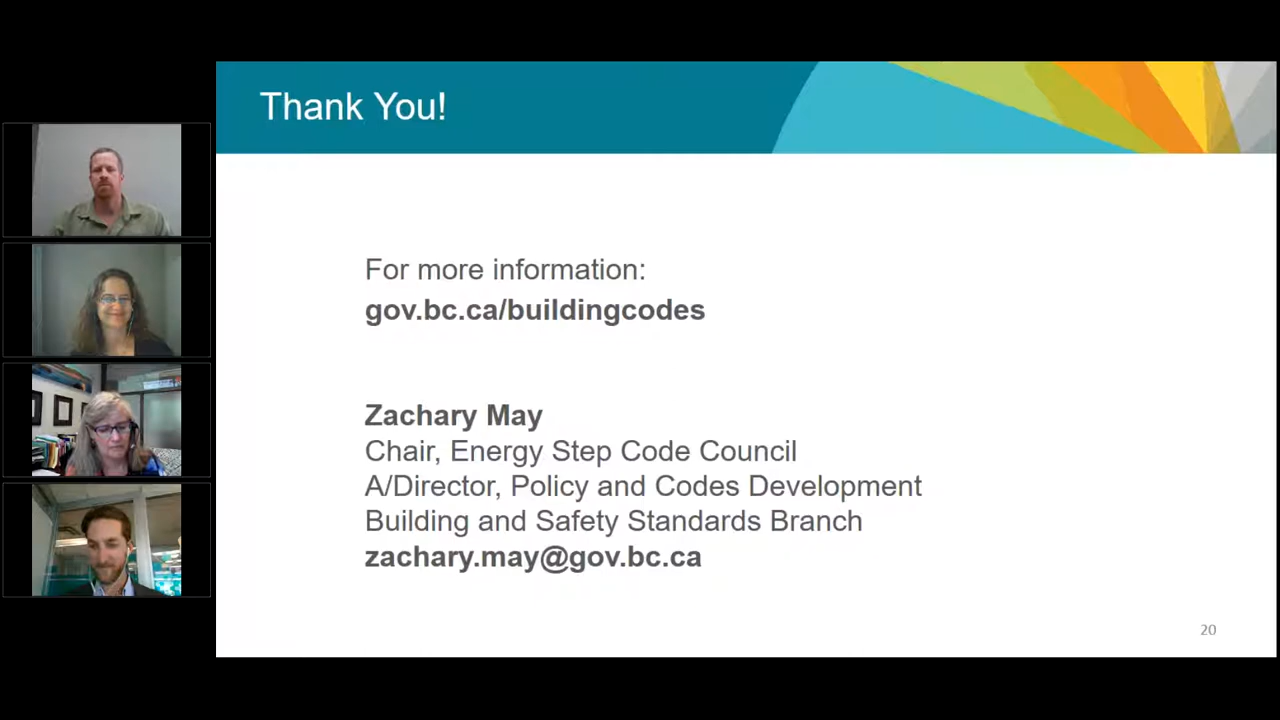 Thank You!
For more information:
gov.bc.ca/buildingcodes
Zachary May
Chair, Energy Step Code Council
A/Director, Policy and Codes Development
Building and Safety Standards Branch
zachary.may@gov.bc.ca
20